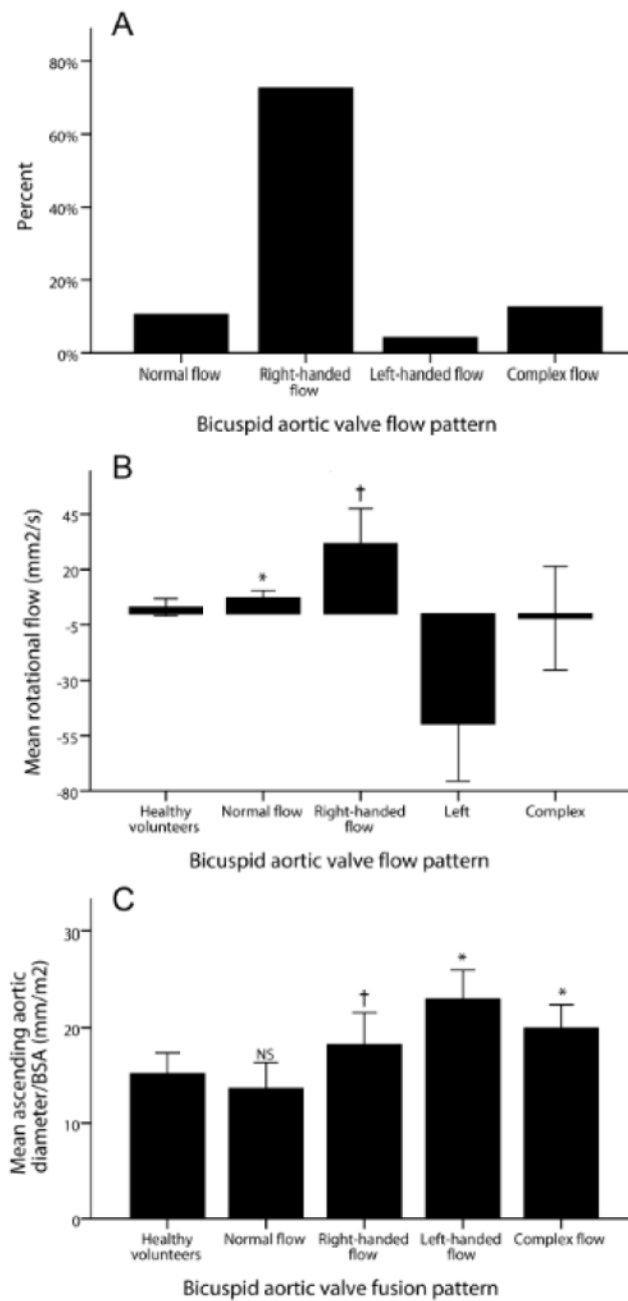 A
80%
60%
40%
20%
0%
Percent
Normal flow
Right-handed
flow
Left-handed flow
Complex flow
Bicuspid aortic valve flow pattern
B
45
20
-5
-30
-55
-80
Mean rotational flow (mm2/s)
*
†
Healthy
volunteers
Normal flow
Right-handed
flow
Left
Complex
Bicuspid aortic valve flow pattern
C
30
20
10
0
Mean ascending aortic
diameter/BSA (mm/m2)
NS
†
*
*
Healthy
volunteers
Normal flow
Right-handed
flow
Left-handed
flow
Complex flow
Bicuspid aortic valve fusion pattern